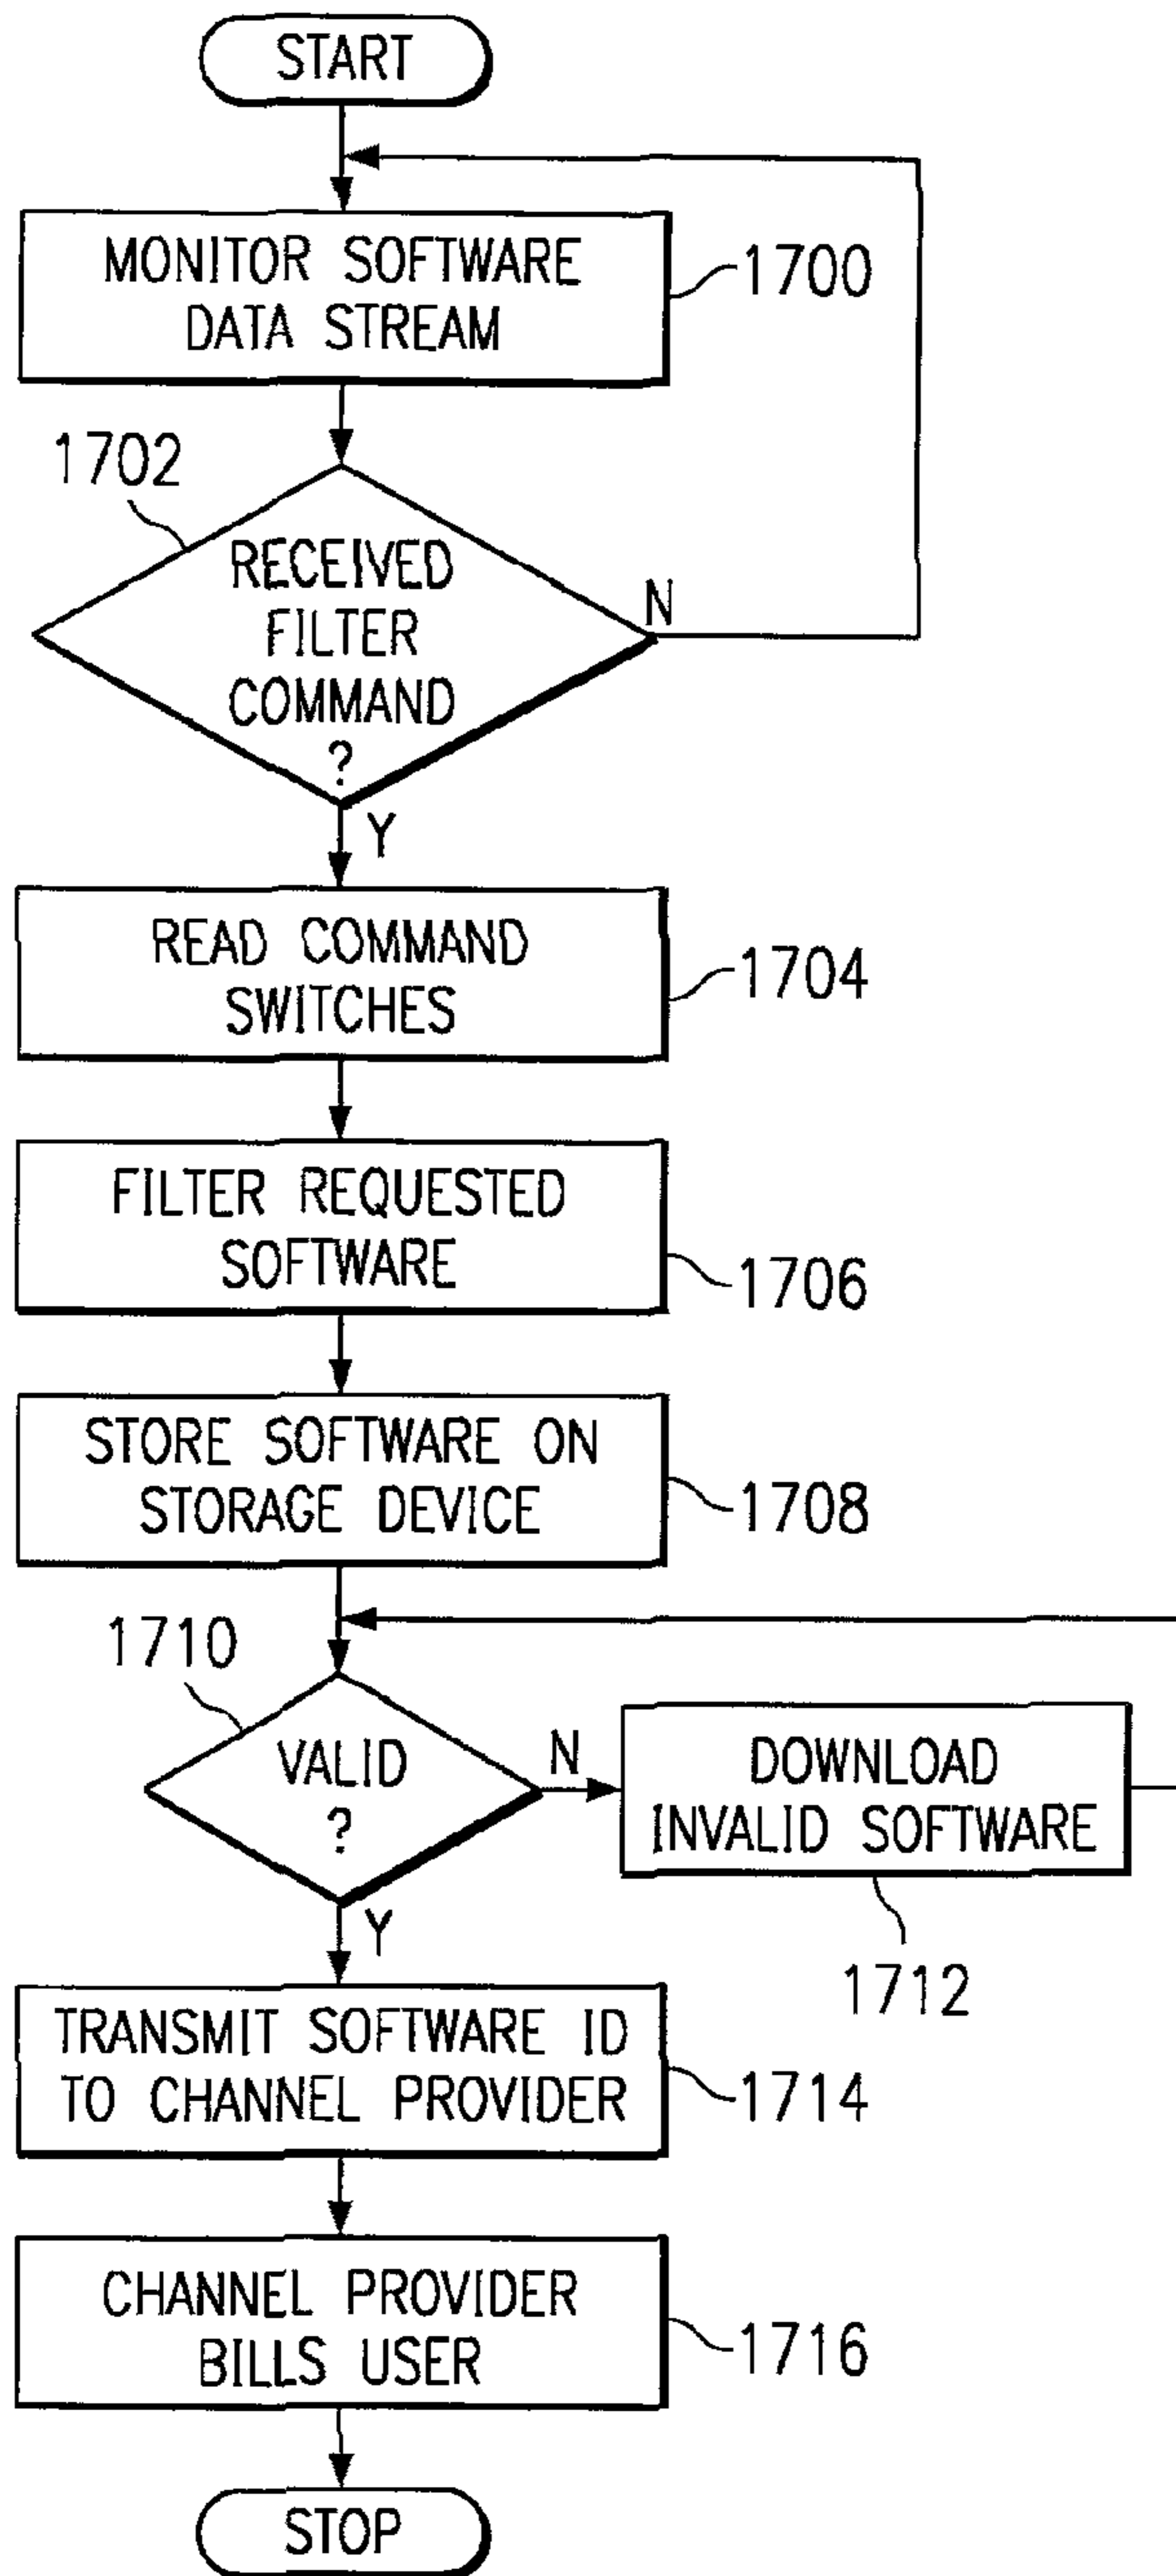 START
MONITOR SOFTWARE
DATA STREAM
1700
1702
RECEIVED
FILTER
COMMAND
?
N
Y
READ COMMAND
SWITCHES
1704
FILTER REQUESTED
SOFTWARE
1706
STORE SOFTWARE ON
STORAGE DEVICE
1708
1710
VALID
?
N
DOWNLOAD
INVALID SOFTWARE
1712
Y
TRANSMIT SOFTWARE ID
TO CHANNEL PROVIDER
1714
CHANNEL PROVIDER
BILLS USER
1716
STOP